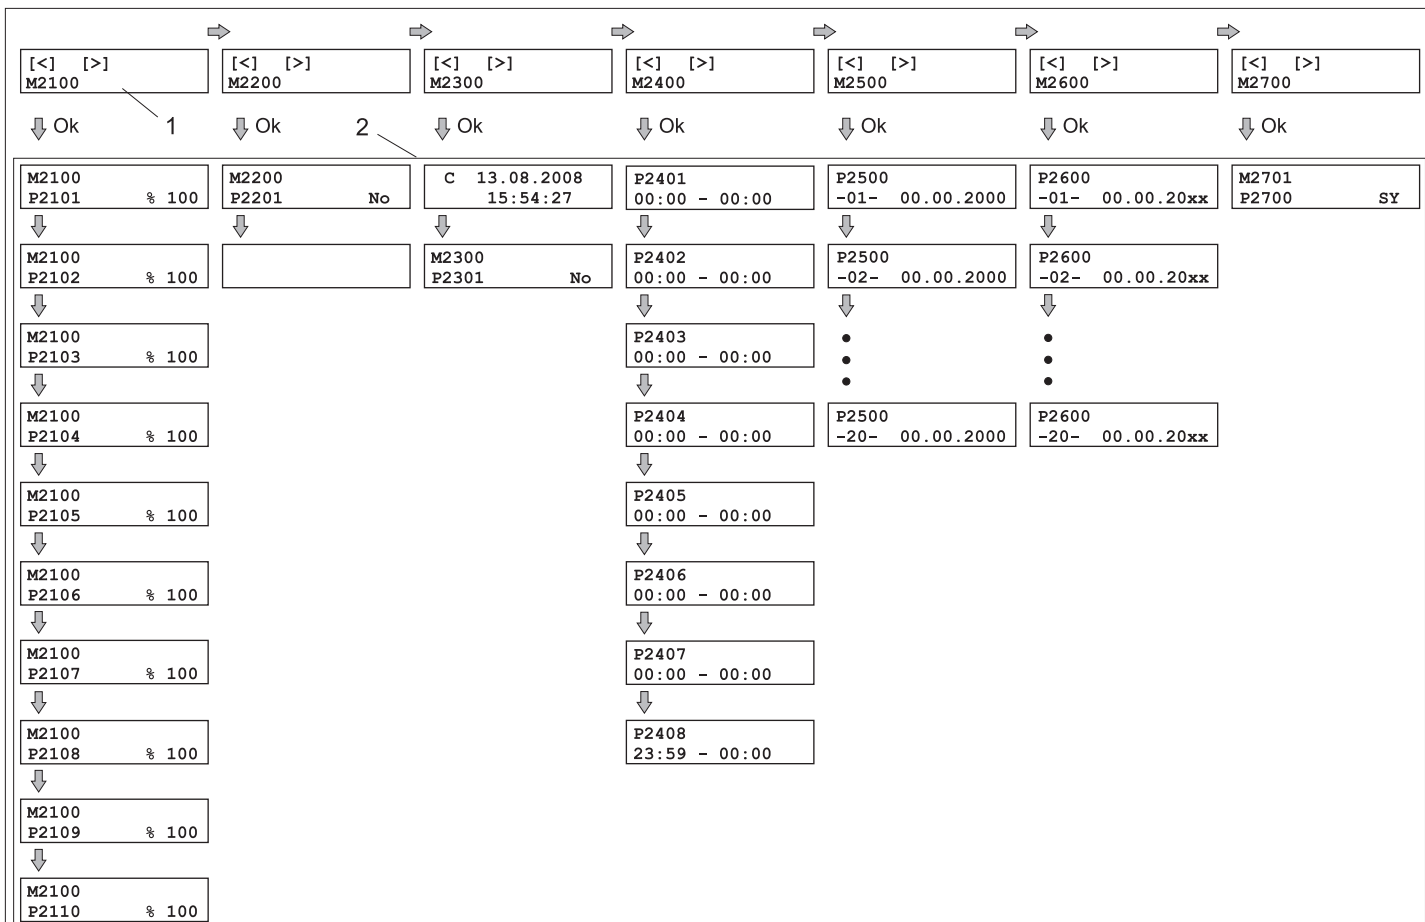 [<] [>]
M2100
[<] [>]
M2200
[<] [>]
M2300
[<] [>]
M2400
[<] [>]
M2500
[<] [>]
M2600
[<] [>]
M2700
Ok 1
Ok 2
Ok
Ok
Ok
Ok
Ok
M2100
P2101 % 100
M2100
P2102 % 100
M2100
P2103 % 100
M2100
P2104 % 100
M2100
P2105 % 100
M2100
P2106 % 100
M2100
P2107 % 100
M2100
P2108 % 100
M2100
P2109 % 100
M2100
P2110 % 100
M2200
P2201 No
C 13.08.2008
15:54:27
M2300
P2301 No
P2401
00:00 - 00:00
P2402
00:00 - 00:00
P2403
00:00 - 00:00
P2404
00:00 - 00:00
P2405
00:00 - 00:00
P2406
00:00 - 00:00
P2407
00:00 - 00:00
P2408
23:59 - 00:00
P2500
-01- 00.00.2000
P2500
-02- 00.00.2000
P2500
-20- 00.00.2000
P2600
-01- 00.00.20xx
P2600
-02- 00.00.20xx
P2600
-20- 00.00.20xx
M2701
P2700 SY